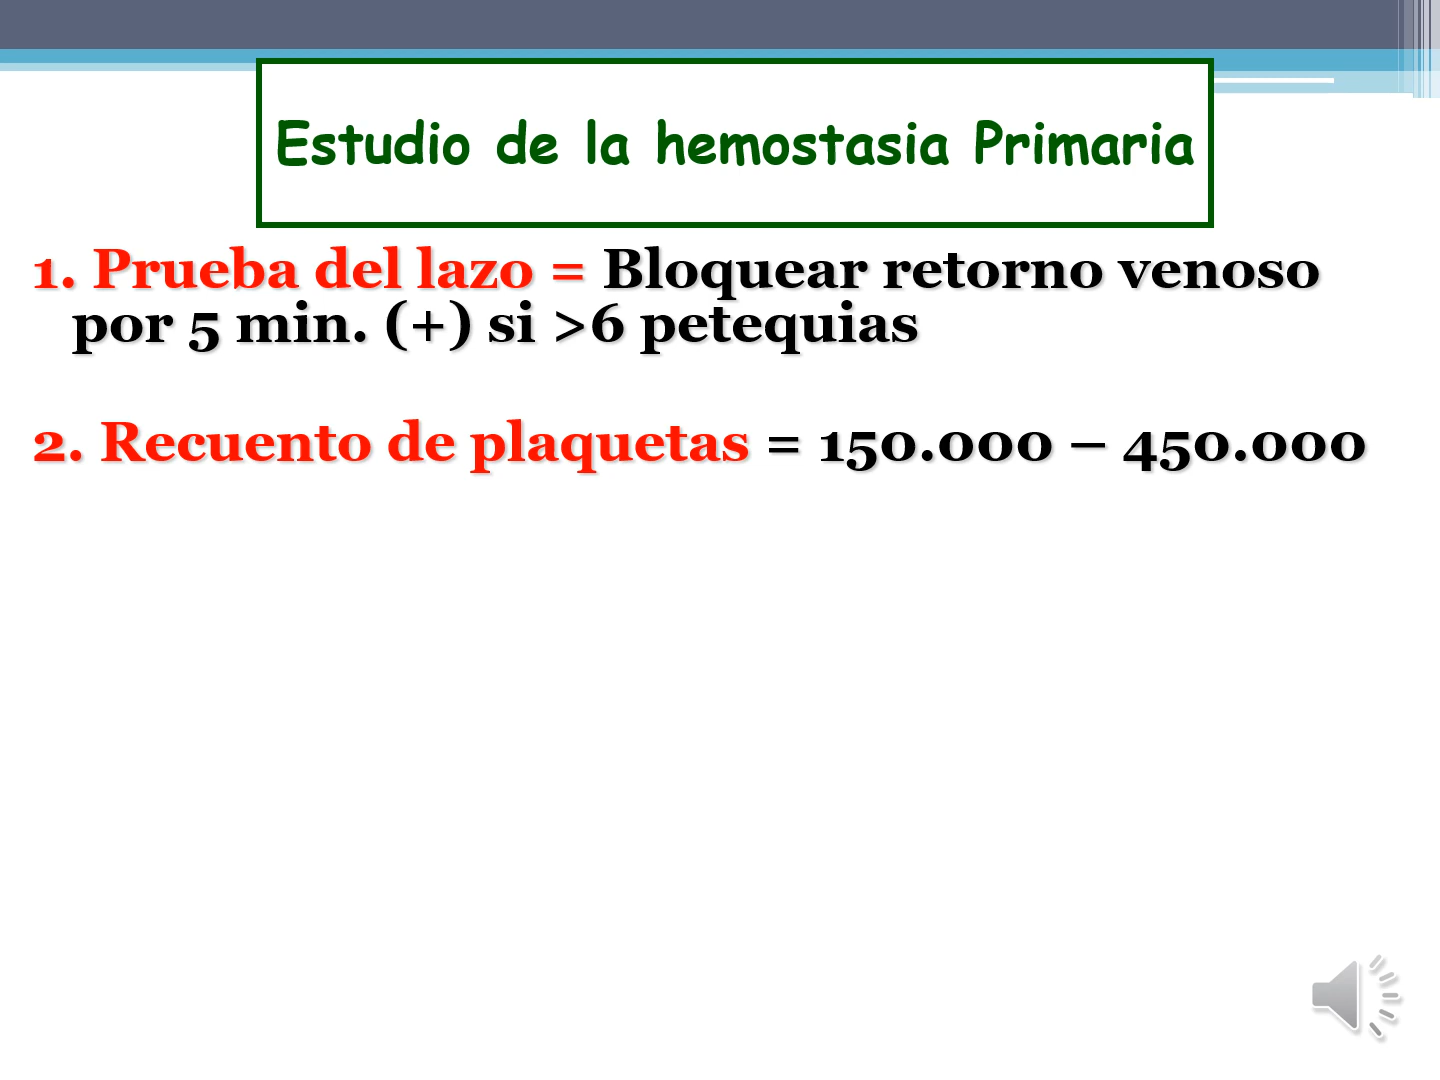 Estudio de la hemostasia Primaria
1. Prueba del lazo = Bloquear retorno venoso
por 5 min. (+) si >6 petequias
2. Recuento de plaquetas = 150.000 – 450.000